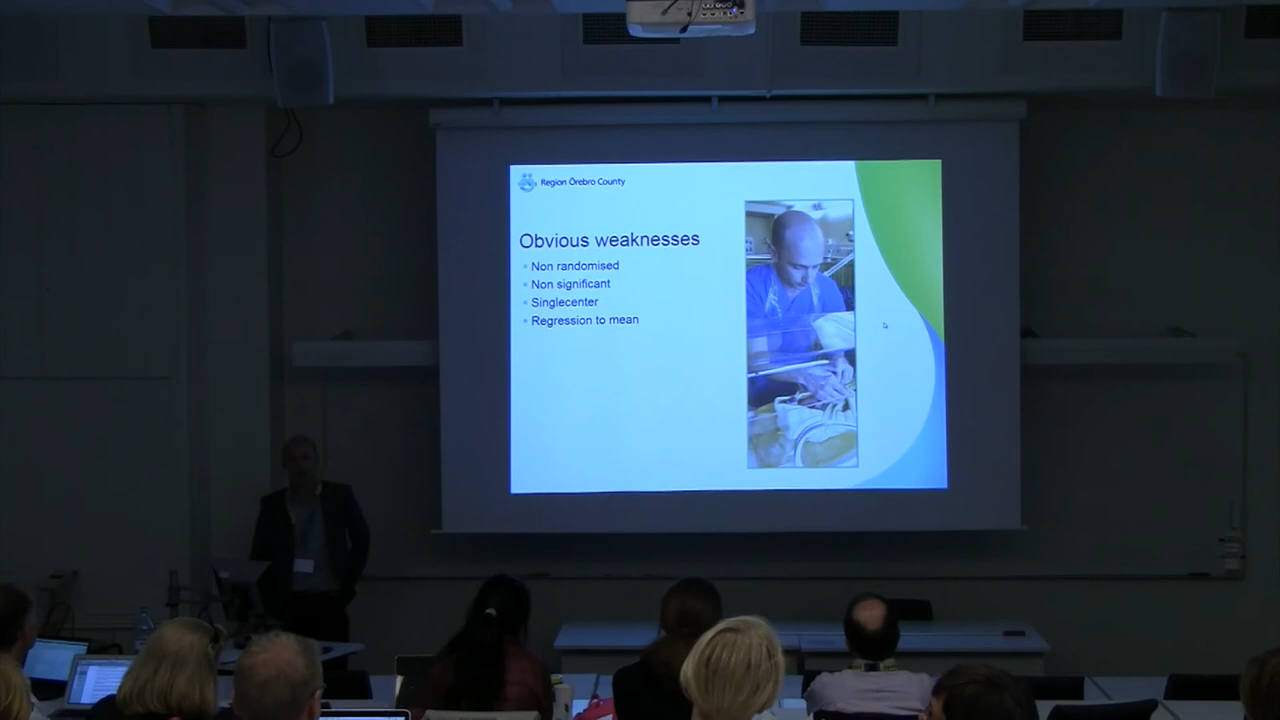 Region Örebro County
Obvious weaknesses
Non randomised
Non significant
Singlecenter
Regression to mean